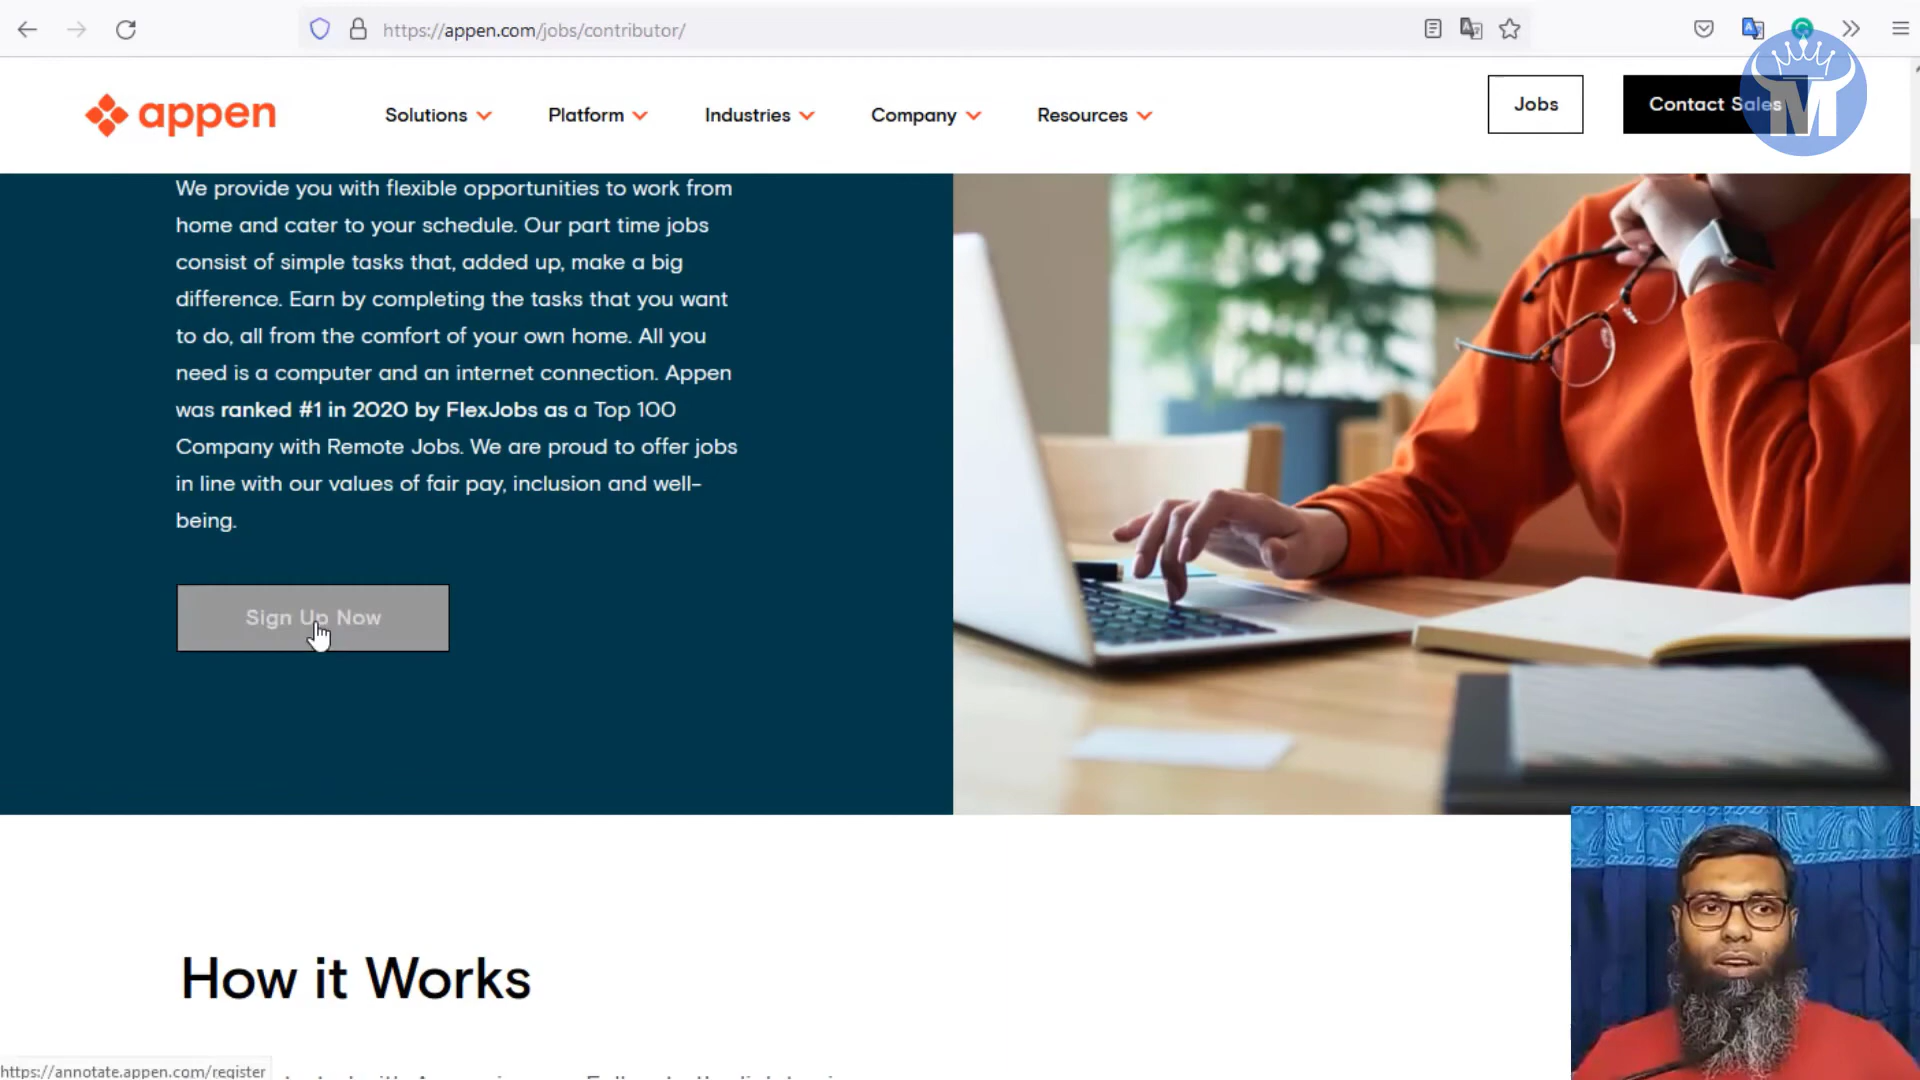 https://appen.com/jobs/contributor/
appen
Solutions
Platform
Industries
Company
Resources
Jobs
Contact Sales
M
We provide you with flexible opportunities to work from
home and cater to your schedule. Our part time jobs
consist of simple tasks that, added up, make a big
difference. Earn by completing the tasks that you want
to do, all from the comfort of your own home. All you
need is a computer and an internet connection. Appen
was ranked #1 in 2020 by FlexJobs as a Top 100
Company with Remote Jobs. We are proud to offer jobs
in line with our values of fair pay, inclusion and well-
being.
Sign Up Now
How it Works
https://annotate.appen.com/register